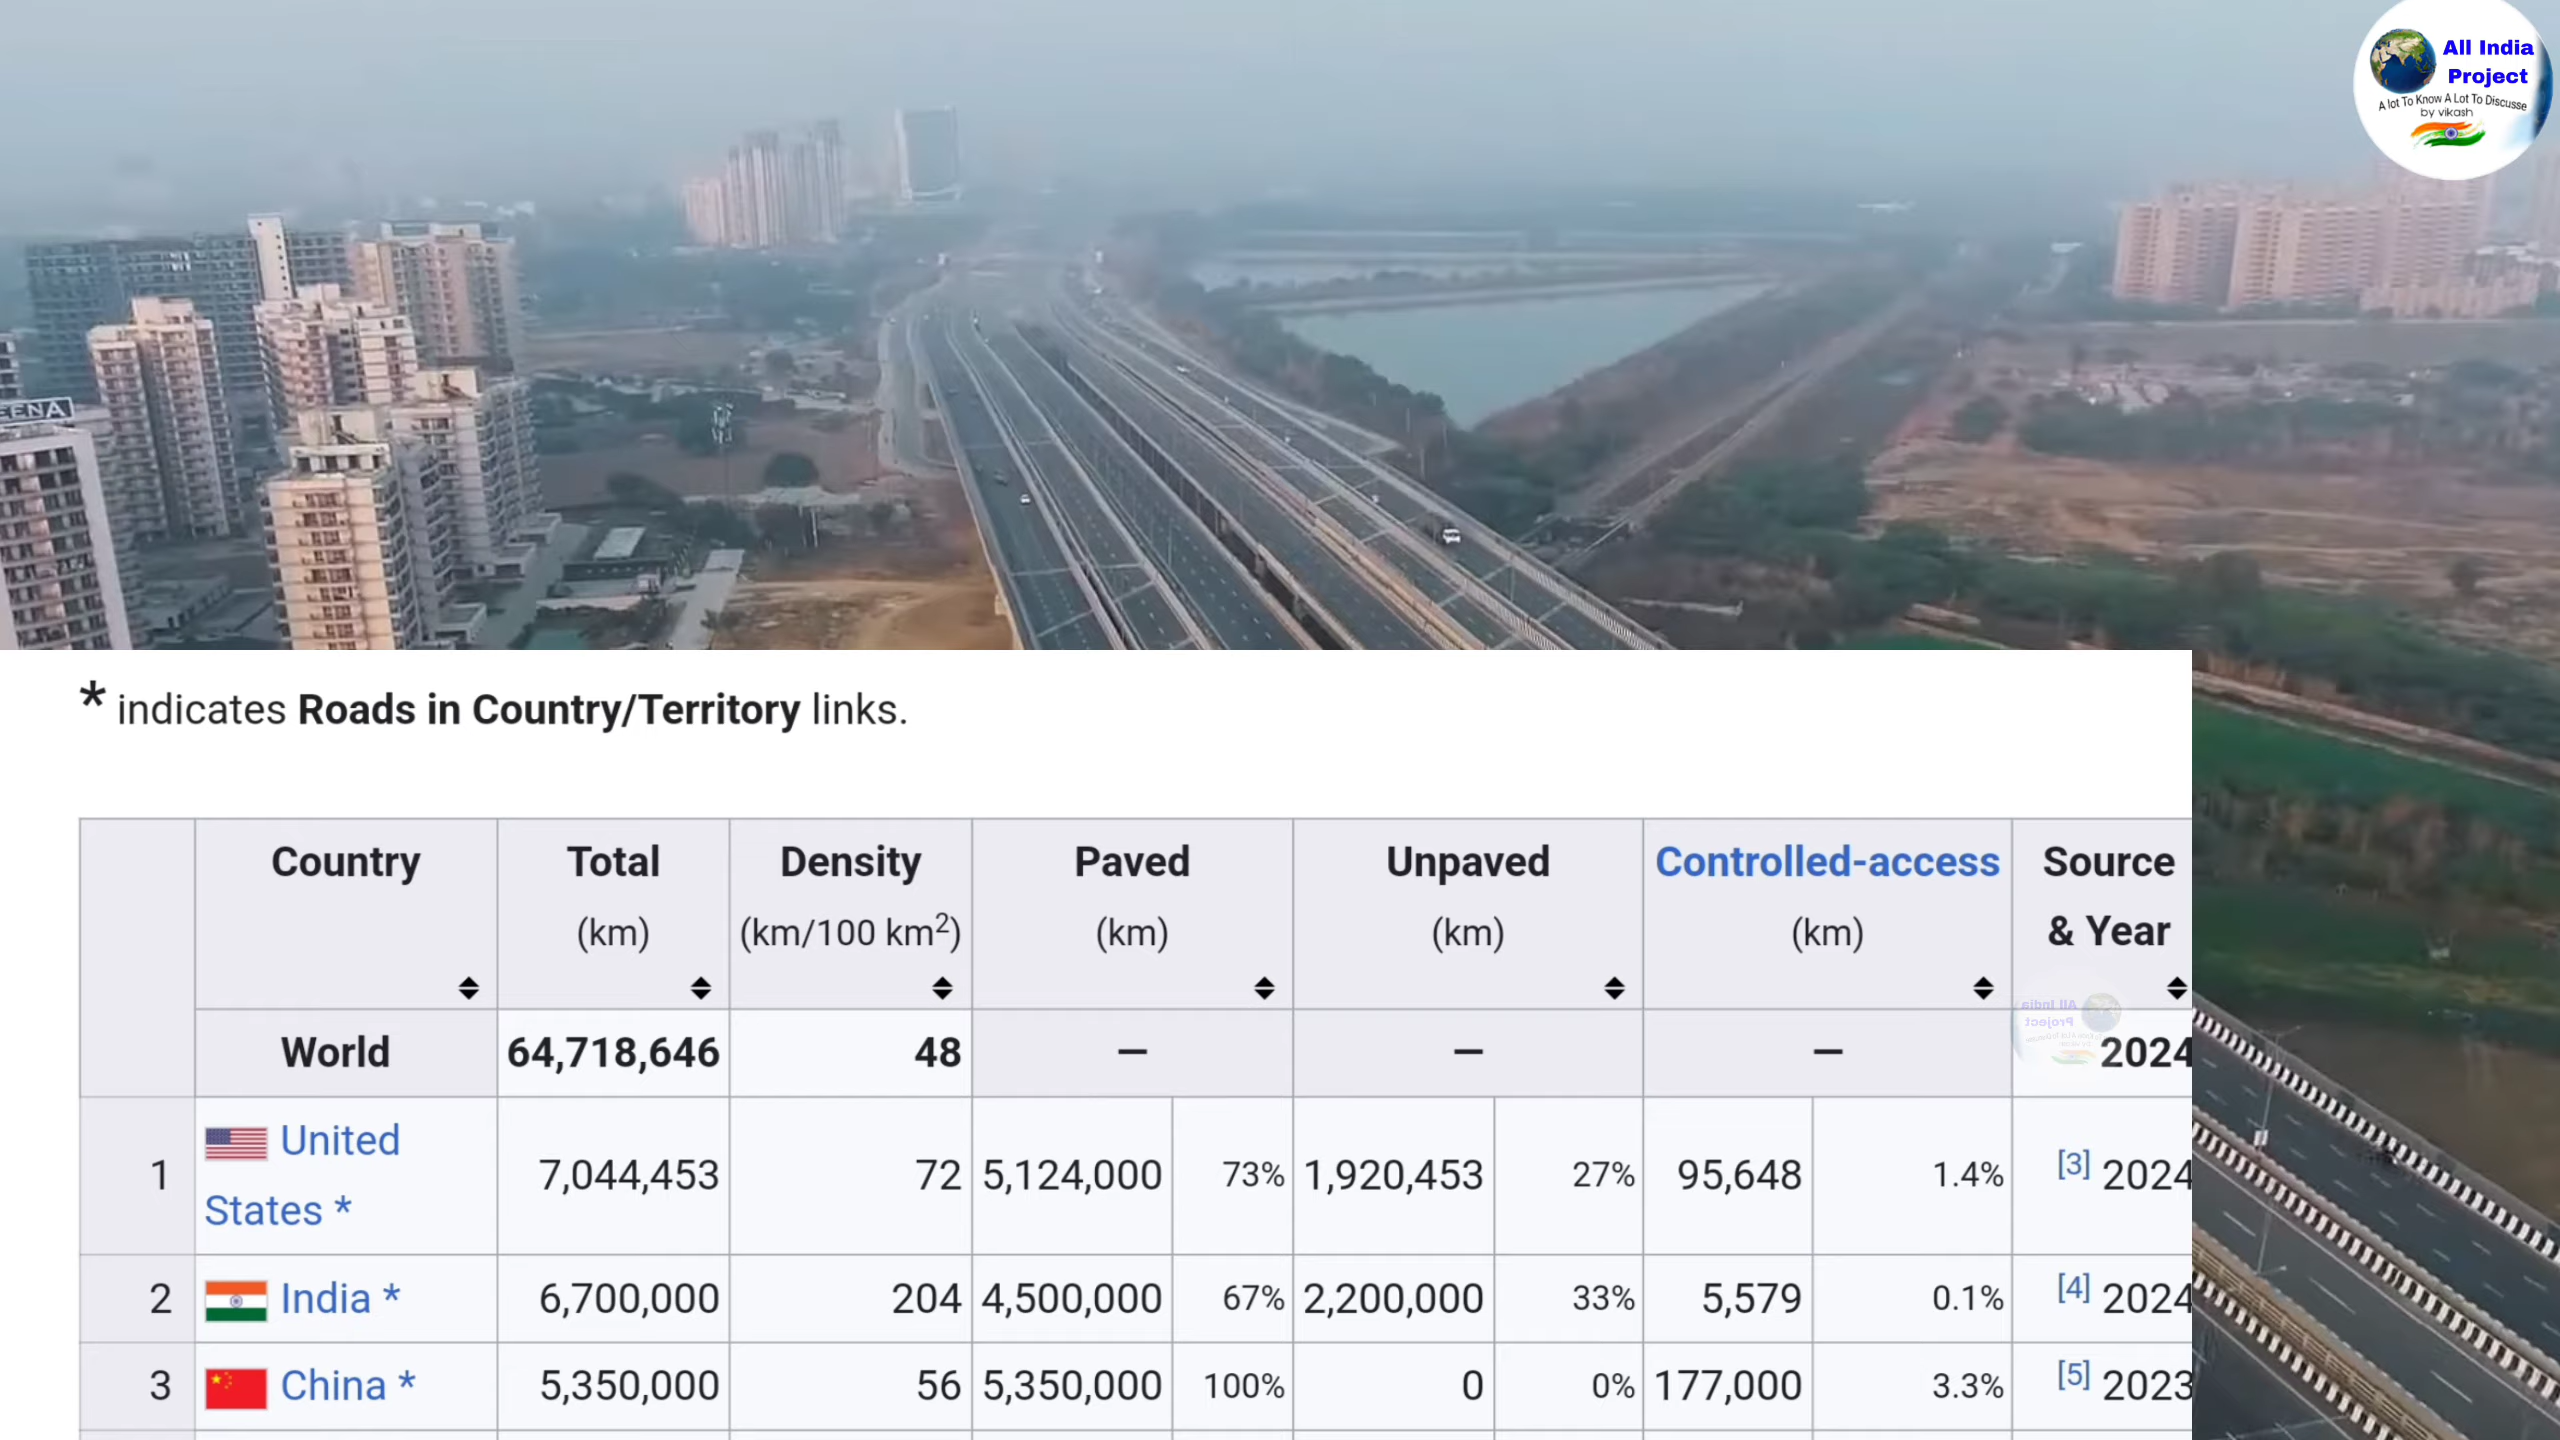 All India
Project
A lot To Know A Lot To Discusse
by vikash
EENA
* indicates Roads in Country/Territory links.
Country Total Density Paved Unpaved Controlled-access Source
(km) (km/100 km²) (km) (km) (km) & Year
World 64,718,646 48 — — — 2024
1 United States * 7,044,453 72 5,124,000 73% 1,920,453 27% 95,648 1.4% [3] 2024
2 India * 6,700,000 204 4,500,000 67% 2,200,000 33% 5,579 0.1% [4] 2024
3 China * 5,350,000 56 5,350,000 100% 0 0% 177,000 3.3% [5] 2023
All India
Project